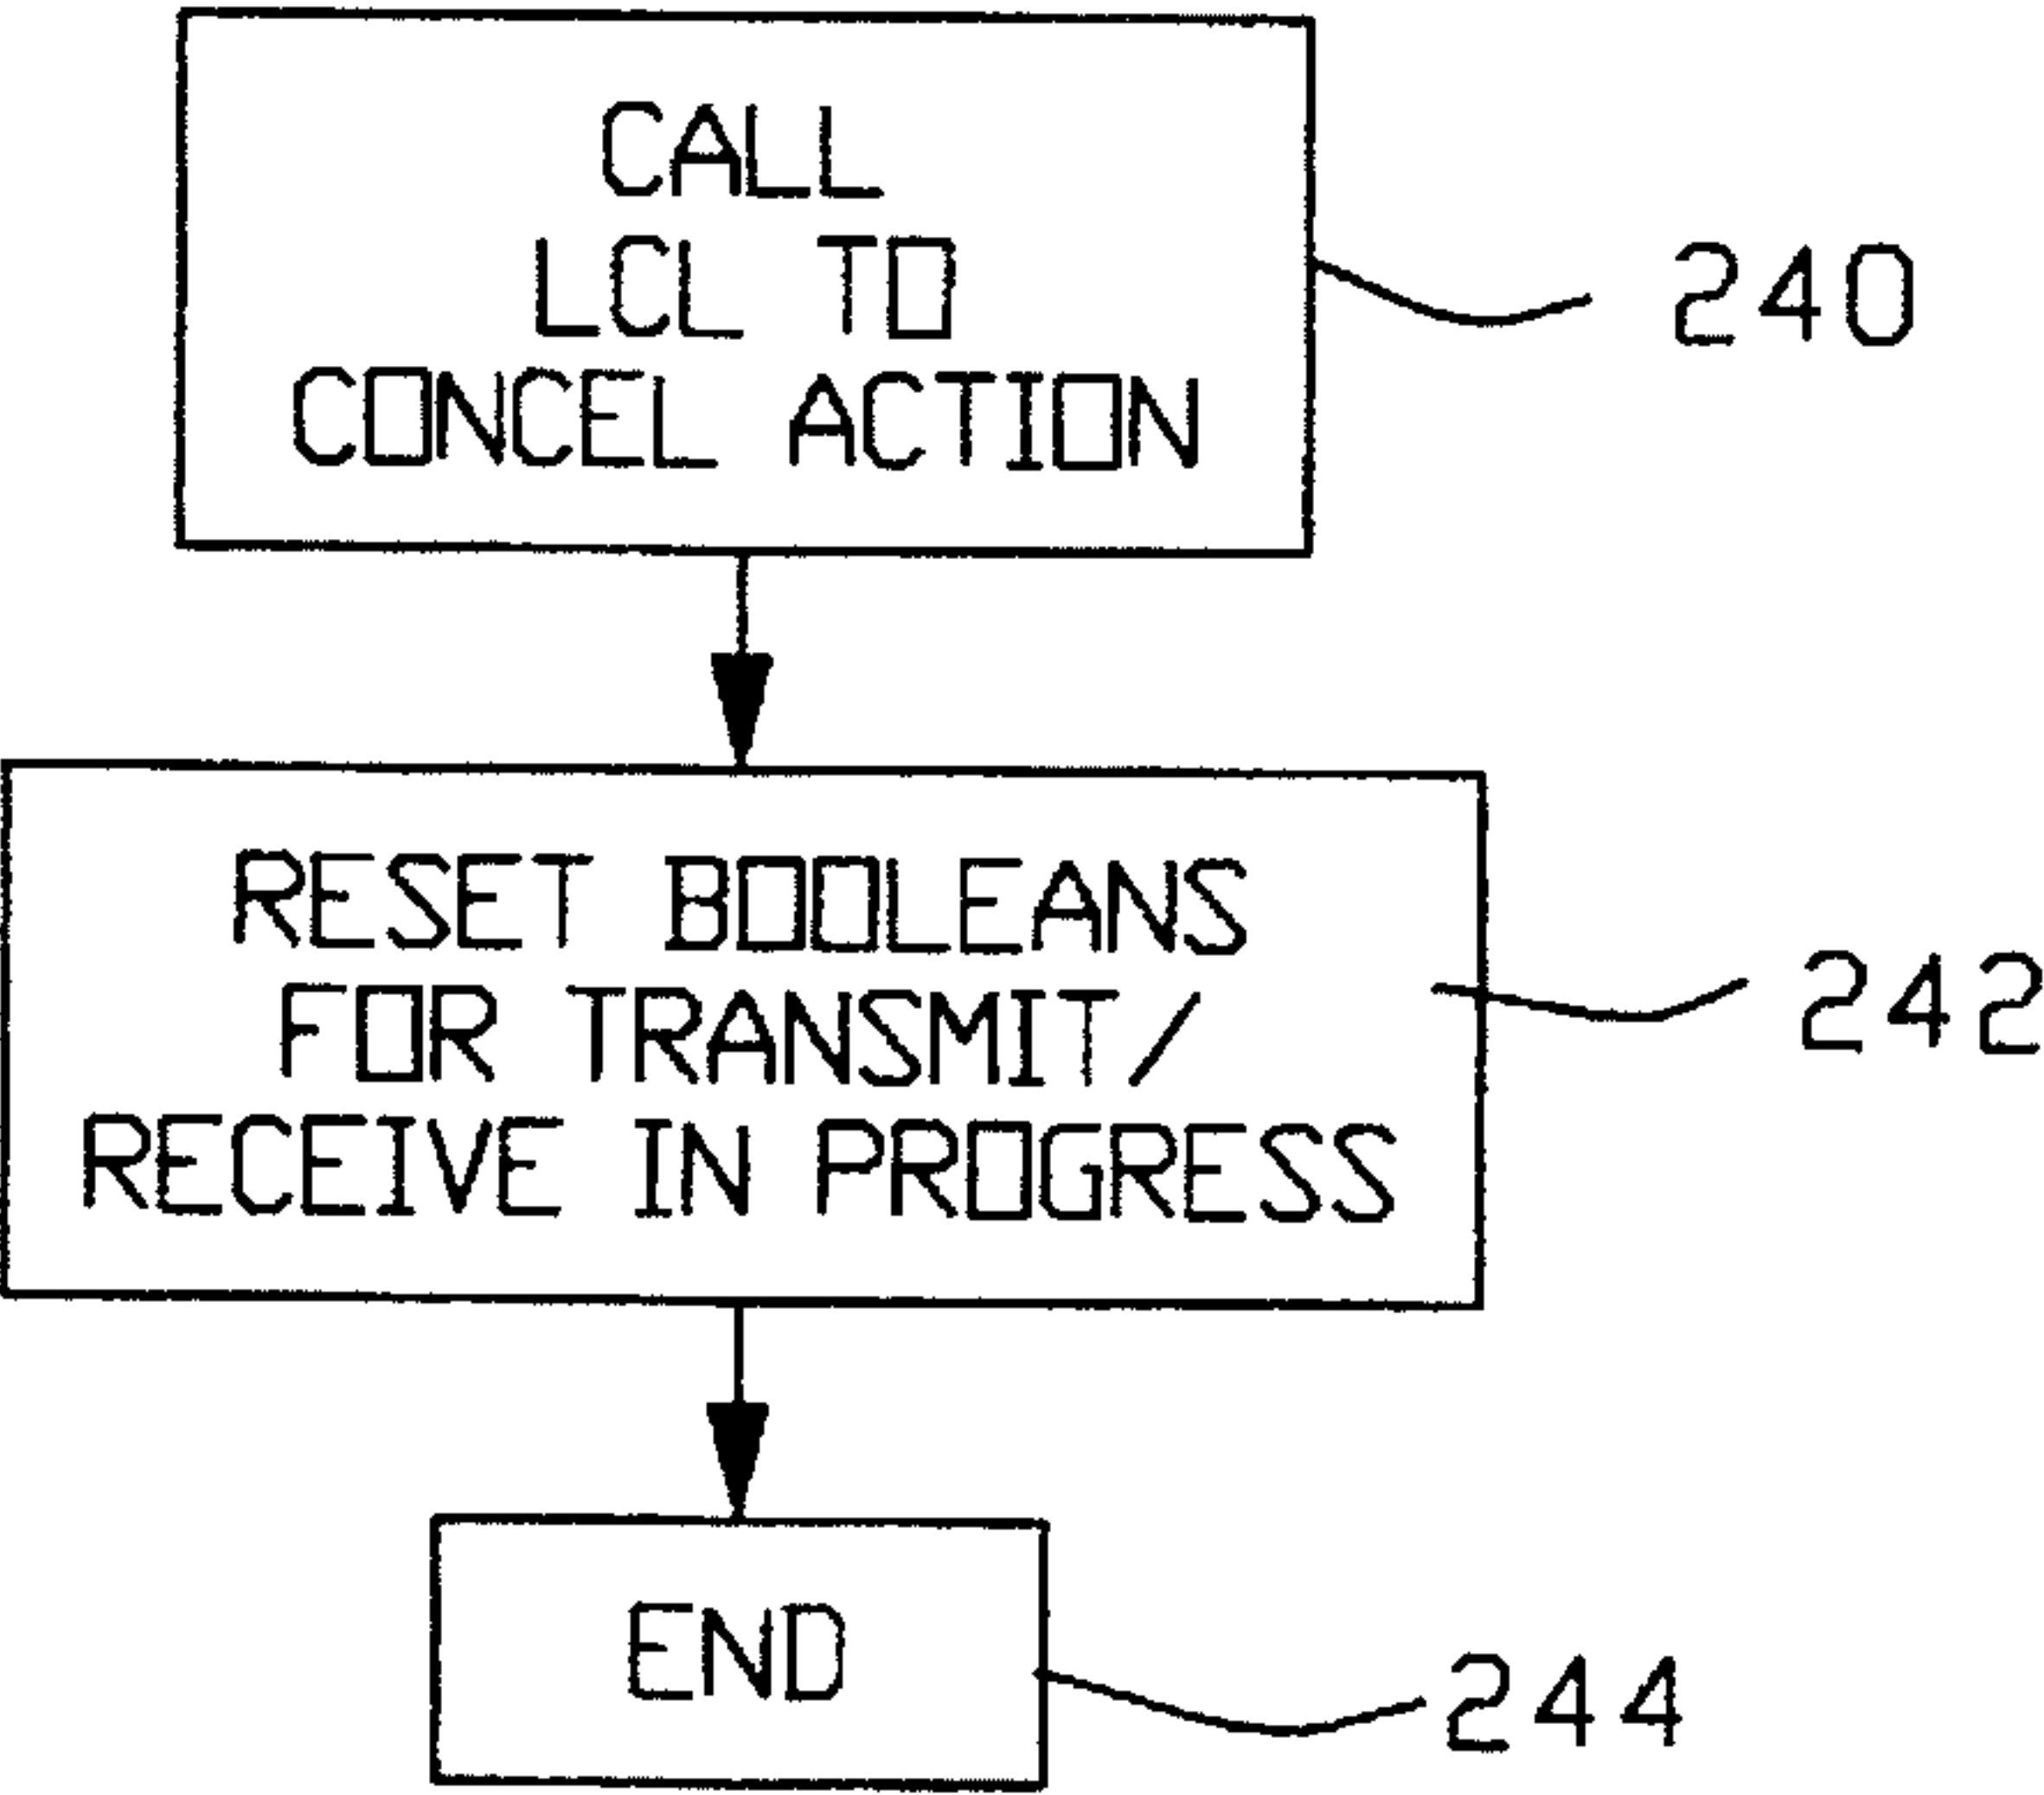 CALL
LCL TO
CONCEL ACTION
240
RESET BOOLEANS
FOR TRANSMIT/
RECEIVE IN PROGRESS
242
END
244